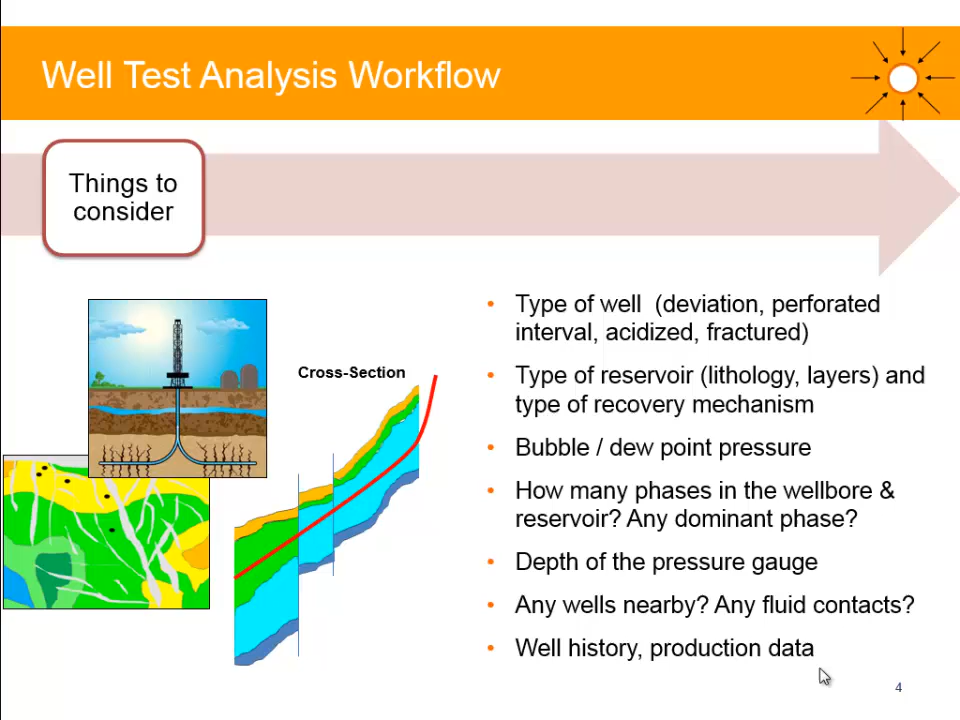 Well Test Analysis Workflow
Things to
consider
Cross-Section
• Type of well (deviation, perforated
interval, acidized, fractured)
• Type of reservoir (lithology, layers) and
type of recovery mechanism
• Bubble / dew point pressure
• How many phases in the wellbore &
reservoir? Any dominant phase?
• Depth of the pressure gauge
• Any wells nearby? Any fluid contacts?
• Well history, production data
4